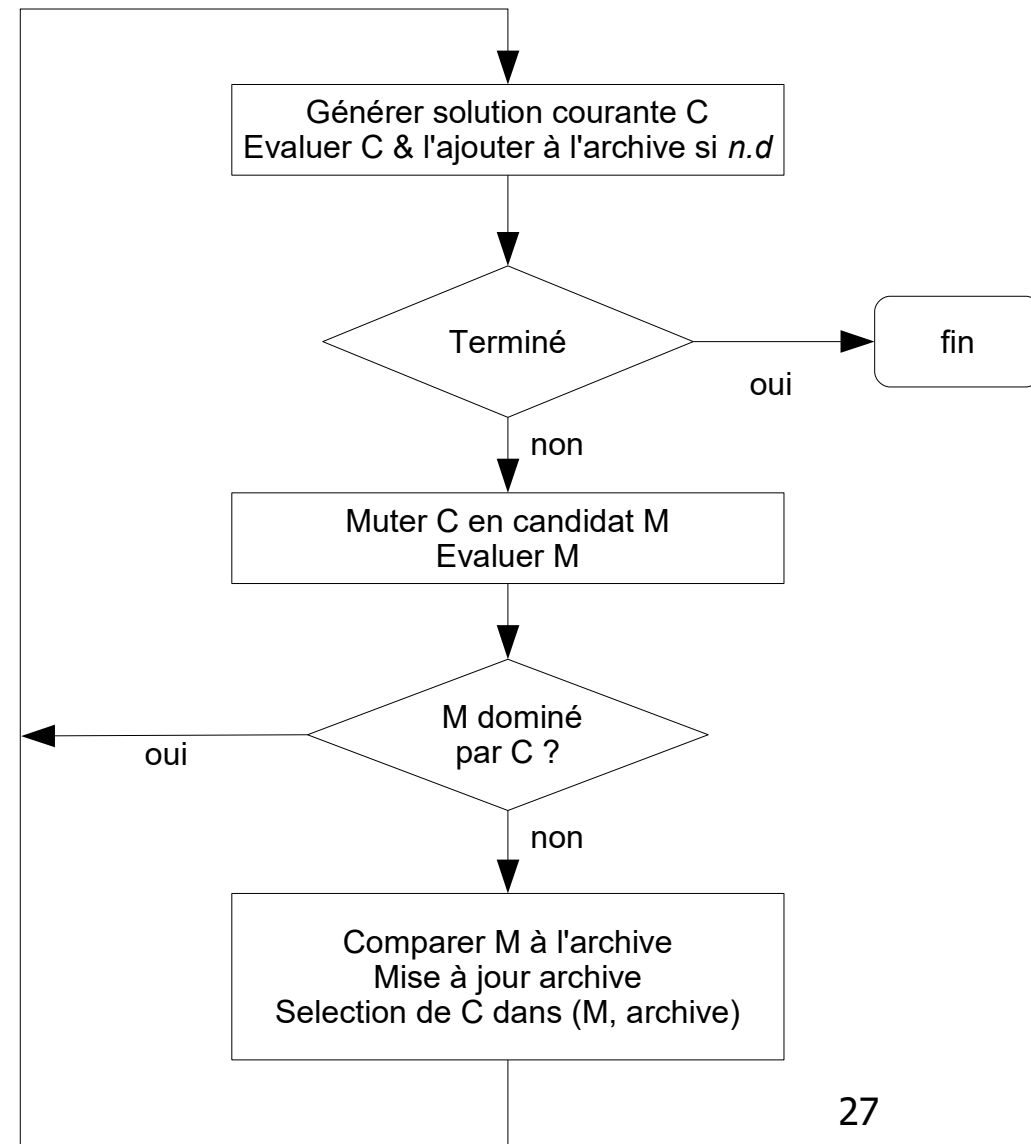 Générer solution courante C
Evaluer C & l'ajouter à l'archive si n.d
Terminé
fin
oui
non
Muter C en candidat M
Evaluer M
M dominé
par C ?
oui
non
Comparer M à l'archive
Mise à jour archive
Selection de C dans (M, archive)
27